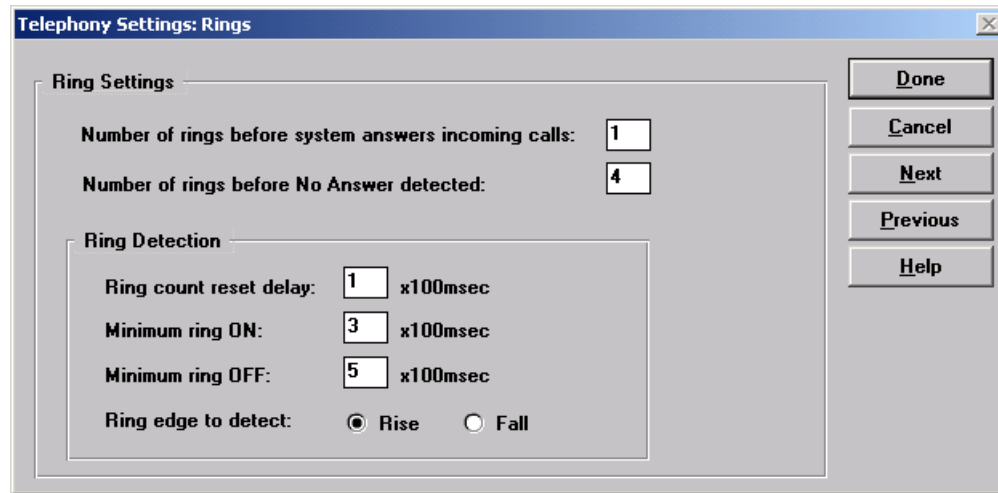 Telephony Settings: Rings
Ring Settings
Number of rings before system answers incoming calls: 1
Number of rings before No Answer detected: 4
Ring Detection
Ring count reset delay: 1 x100msec
Minimum ring ON: 3 x100msec
Minimum ring OFF: 5 x100msec
Ring edge to detect: Rise Fall
Done
Cancel
Next
Previous
Help